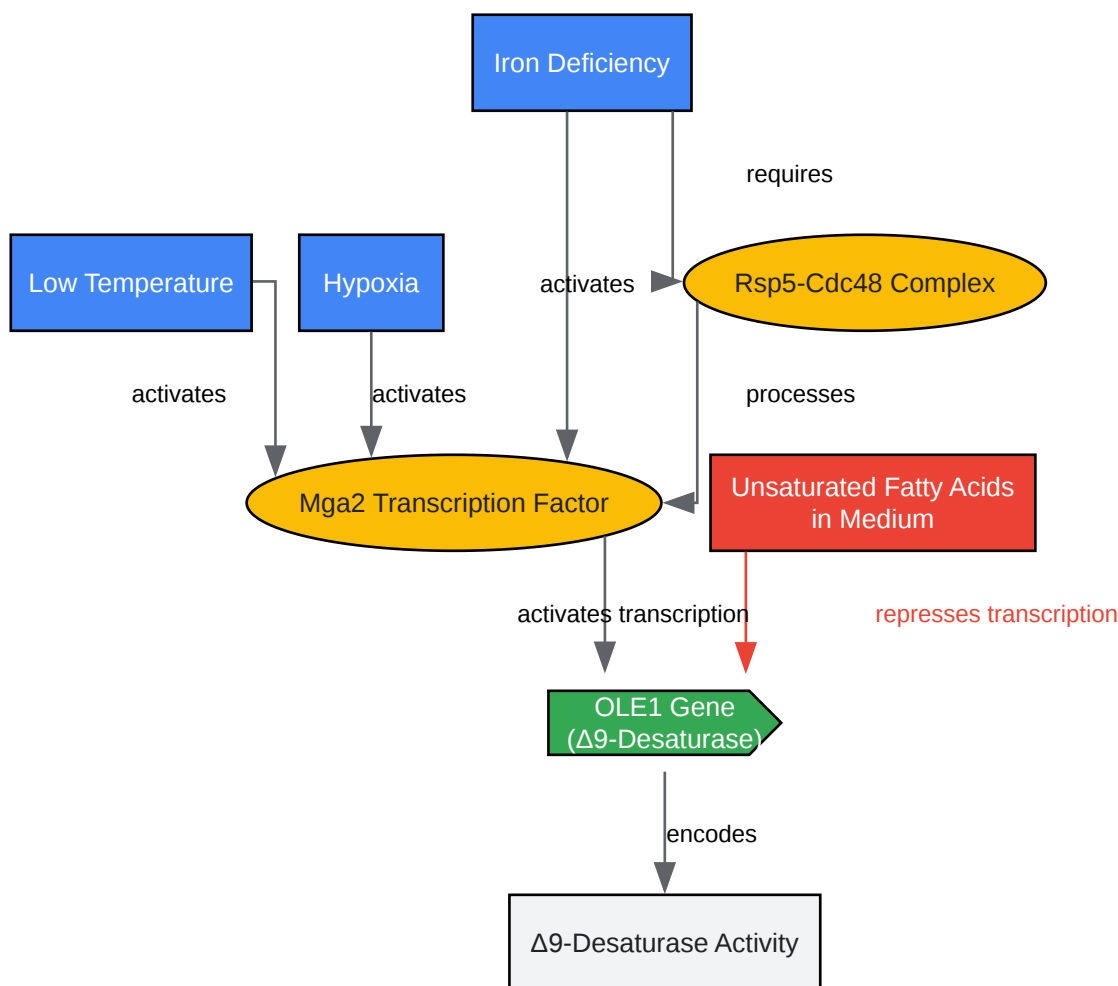 Iron Deficiency
requires
Low Temperature
Hypoxia
activates
Rsp5-Cdc48 Complex
activates
activates
processes
Mga2 Transcription Factor
Unsaturated Fatty Acids
in Medium
activates transcription
represses transcription
OLE1 Gene
(Δ9-Desaturase)
encodes
Δ9-Desaturase Activity